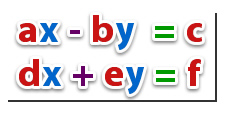 ax - by = c
dx + ey = f